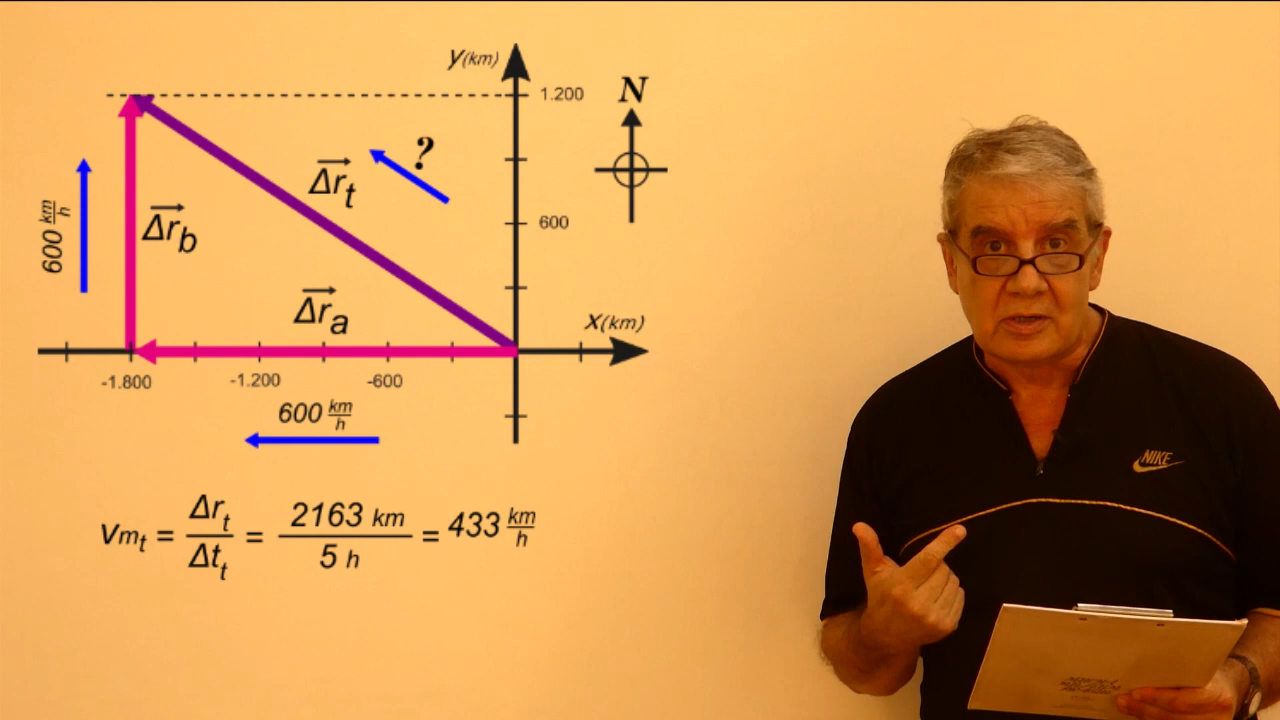 y(km)
1.200
N
?
Δr_t
600 km/h
Δr_b
600
Δr_a
x(km)
-1.800 -1.200 -600
600 km/h
v_mt = Δr_t/Δt_t = 2163 km/5 h = 433 km/h
NIKE